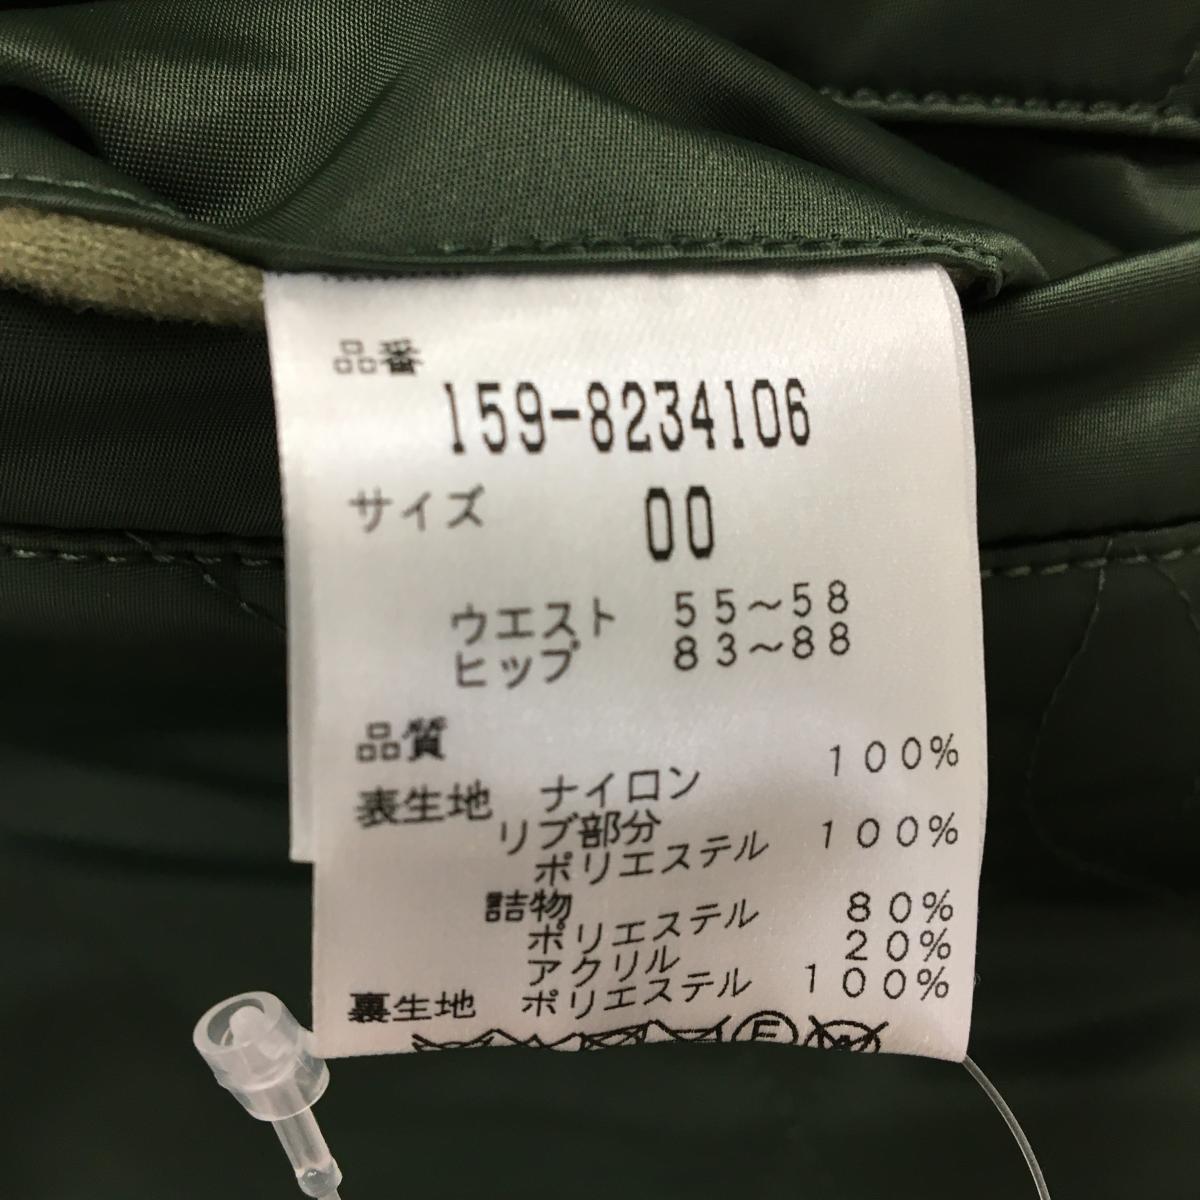 品番
159-8234106
サイズ 00
ウエスト 55～58
ヒップ 83～88
品質
表生地 ナイロン 100%
リブ部分
ポリエステル 100%
詰物
ポリエステル 80%
アクリル 20%
裏生地 ポリエステル 100%